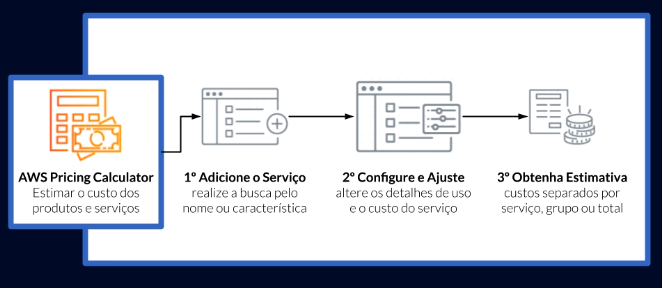 AWS Pricing Calculator
Estimar o custo dos
produtos e serviços
1º Adicione o Serviço
realize a busca pelo
nome ou característica
2º Configure e Ajuste
altere os detalhes de uso
e o custo do serviço
3º Obtenha Estimativa
custos separados por
serviço, grupo ou total